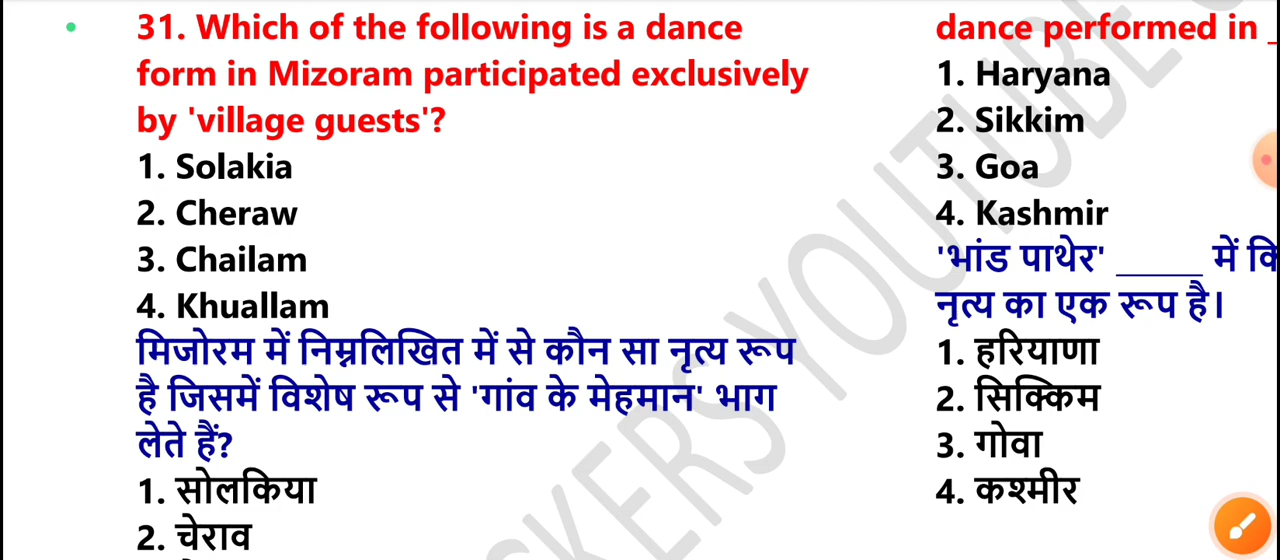 31. Which of the following is a dance
form in Mizoram participated exclusively
by 'village guests'?
1. Solakia
2. Cheraw
3. Chailam
4. Khuallam
मिजोरम में निम्नलिखित में से कौन सा नृत्य रूप
है जिसमें विशेष रूप से 'गांव के मेहमान' भाग
लेते हैं?
1. सोलकिया
2. चेराव
dance performed in _
1. Haryana
2. Sikkim
3. Goa
4. Kashmir
'भांड पाथेर' _____ में
नृत्य का एक रूप है।
1. हरियाणा
2. सिक्किम
3. गोवा
4. कश्मीर
YOUTUBE